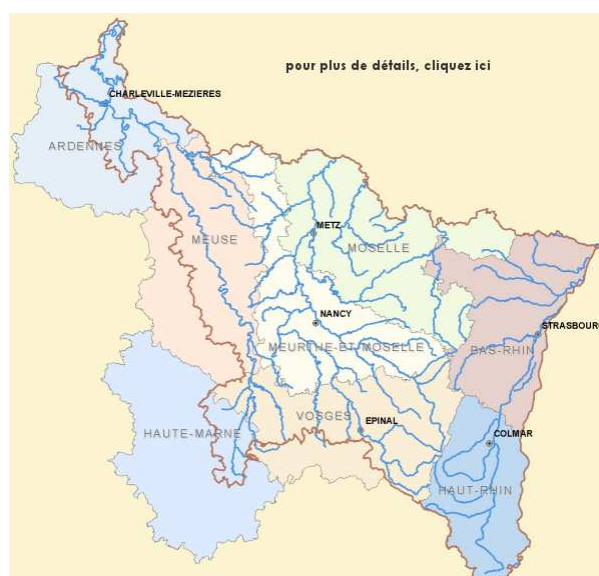 pour plus de détails, cliquez ici
CHARLEVILLE-MEZIERES
ARDENNES
METZ
MEUSE
MOSELLE
NANCY
STRASBOURG
MEURTHE-ET-MOSELLE
BAS-RHIN
VOSGES
EPINAL
HAUTE-MARNE
COLMAR
HAUT-RHIN